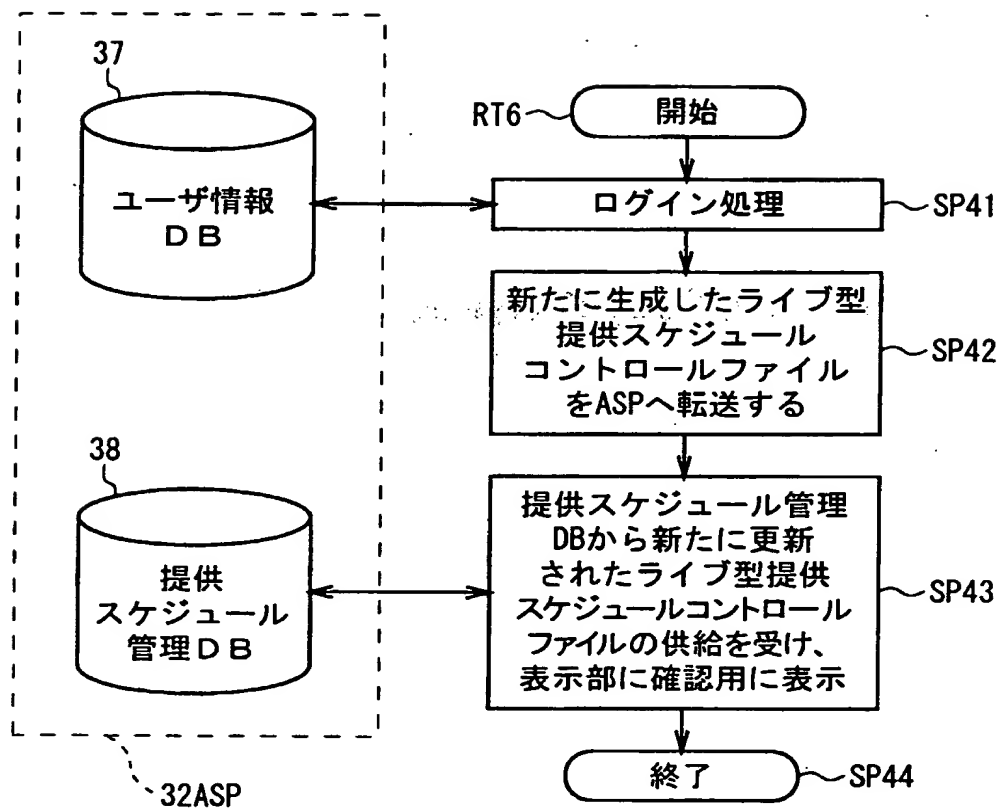 37
ユーザ情報
DB
38
提供
スケジュール
管理DB
32ASP
RT6
開始
ログイン処理
SP41
新たに生成したライブ型
提供スケジュール
コントロールファイル
をASPへ転送する
SP42
提供スケジュール管理
DBから新たに更新
されたライブ型提供
スケジュールコントロール
ファイルの供給を受け、
表示部に確認用に表示
SP43
終了
SP44